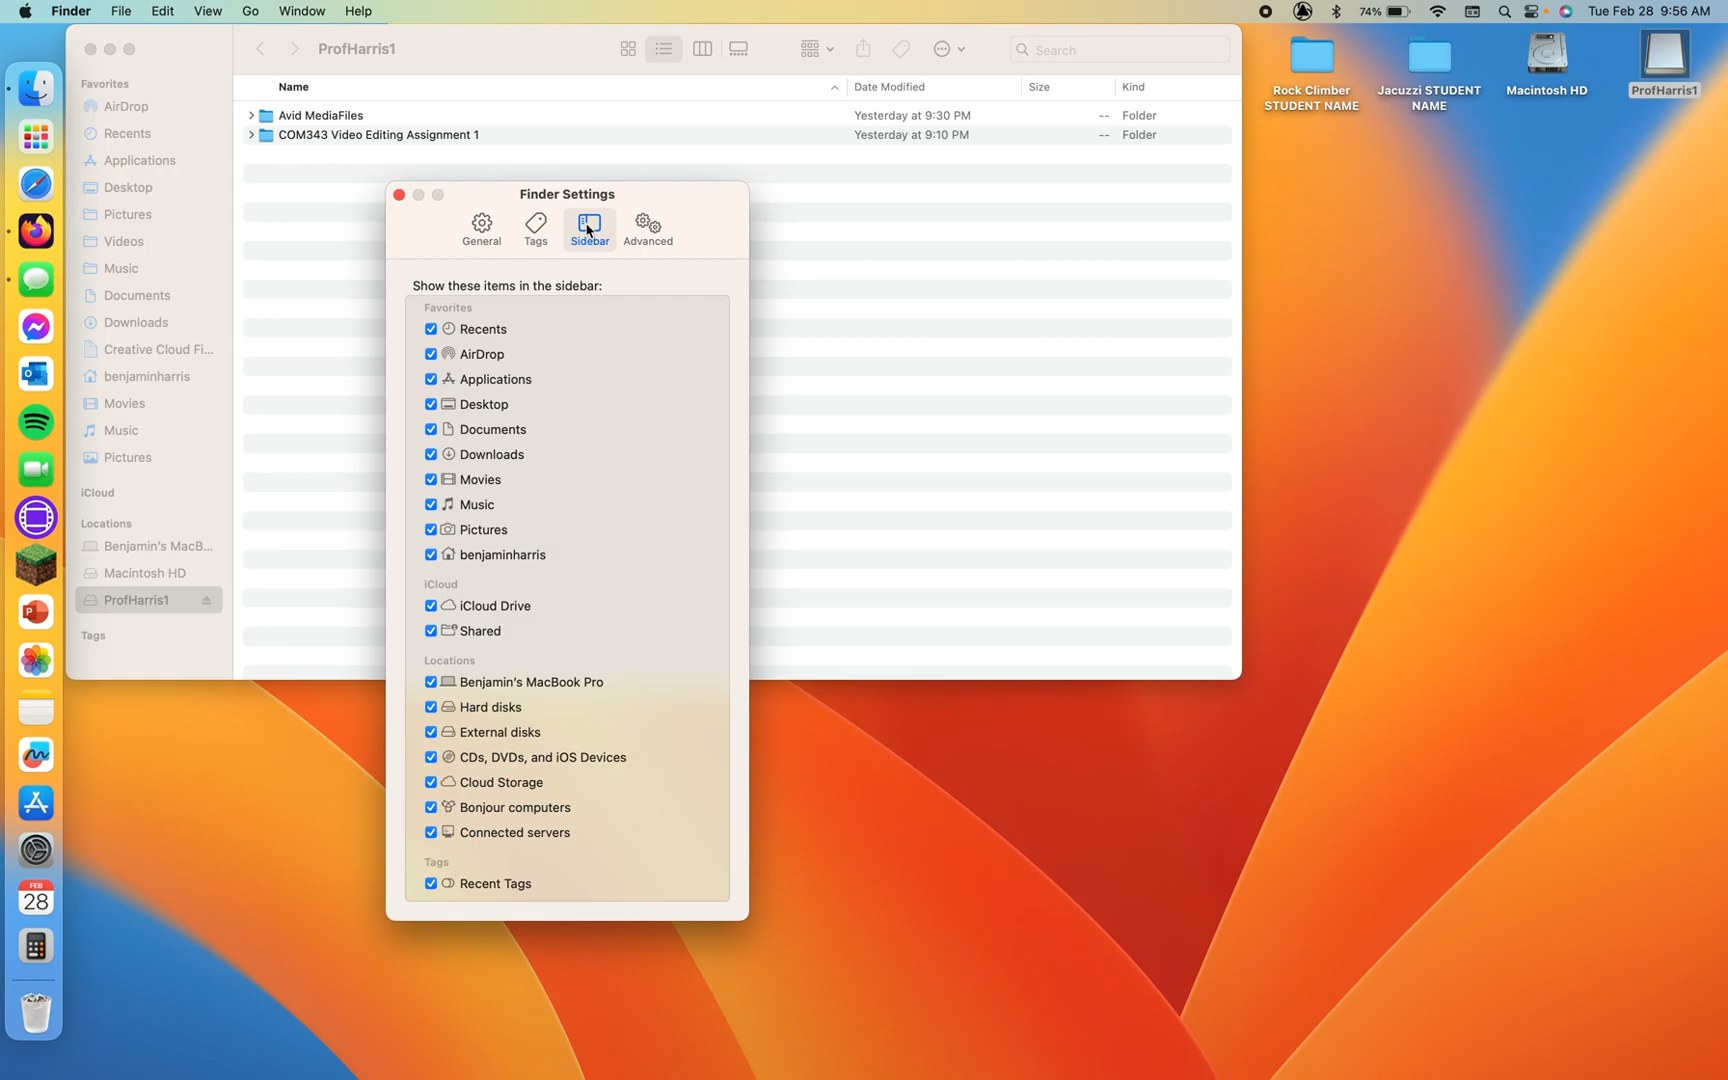 Finder File Edit View Go Window Help
74% Tue Feb 28 9:56 AM
ProfHarris1
Search
Favorites
AirDrop
Recents
Applications
Desktop
Pictures
Videos
Music
Documents
Downloads
Creative Cloud Fi...
benjaminharris
Movies
Music
Pictures
iCloud
Locations
Benjamin's MacB...
Macintosh HD
ProfHarris1
Tags
Name Date Modified Size Kind
Avid MediaFiles Yesterday at 9:30 PM -- Folder
COM343 Video Editing Assignment 1 Yesterday at 9:10 PM -- Folder
Finder Settings
General Tags Sidebar Advanced
Show these items in the sidebar:
Favorites
Recents
AirDrop
Applications
Desktop
Documents
Downloads
Movies
Music
Pictures
benjaminharris
iCloud
iCloud Drive
Shared
Locations
Benjamin's MacBook Pro
Hard disks
External disks
CDs, DVDs, and iOS Devices
Cloud Storage
Bonjour computers
Connected servers
Tags
Recent Tags
Rock Climber
STUDENT NAME
Jacuzzi STUDENT
NAME
Macintosh HD
ProfHarris1
FEB
28